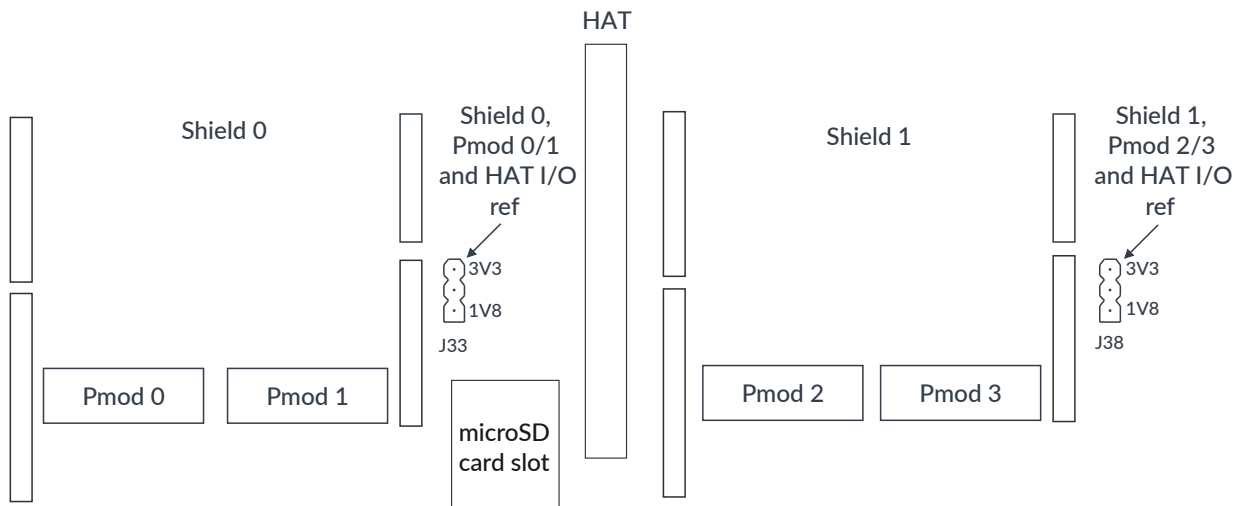 HAT
Shield 0
Shield 0,
Pmod 0/1
and HAT I/O
ref
3V3
1V8
J33
Pmod 0
Pmod 1
microSD
card slot
Shield 1
Shield 1,
Pmod 2/3
and HAT I/O
ref
3V3
1V8
J38
Pmod 2
Pmod 3